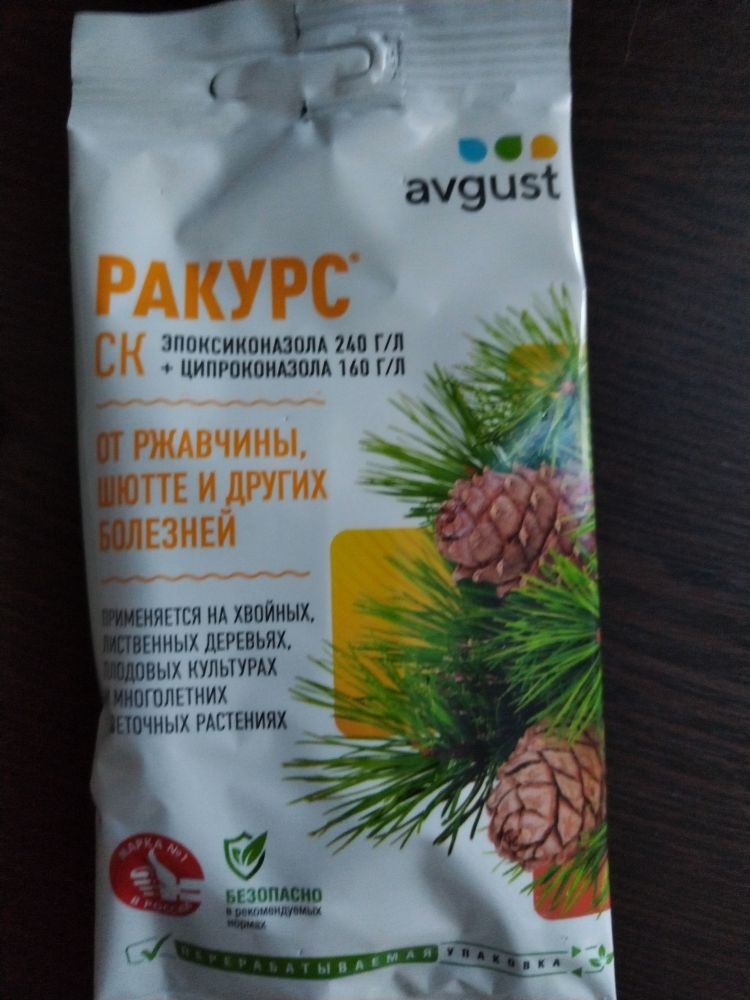 avgust
РАКУРС®
СК ЭПОКСИКОНАЗОЛА 240 Г/Л
+ ЦИПРОКОНАЗОЛА 160 Г/Л
ОТ РЖАВЧИНЫ,
ШЮТТЕ И ДРУГИХ
БОЛЕЗНЕЙ
ПРИМЕНЯЕТСЯ НА ХВОЙНЫХ,
ЛИСТВЕННЫХ ДЕРЕВЬЯХ,
ПЛОДОВЫХ КУЛЬТУРАХ
И МНОГОЛЕТНИХ
ЦВЕТОЧНЫХ РАСТЕНИЯХ
МАРКА №1
В РОССИИ
БЕЗОПАСНО
в рекомендуемых
нормах
ПЕРЕРАБАТЫВАЕМАЯ УПАКОВКА